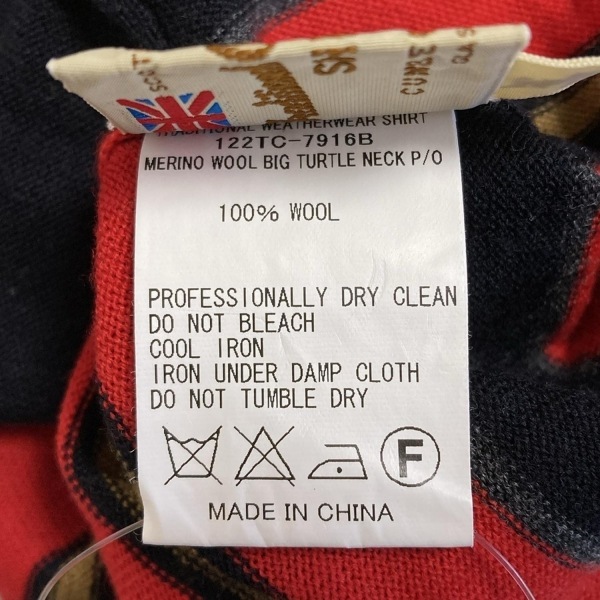 TRADITIONAL WEATHERWEAR SHIRT
122TC-7916B
MERINO WOOL BIG TURTLE NECK P/O
100% WOOL
PROFESSIONALLY DRY CLEAN
DO NOT BLEACH
COOL IRON
IRON UNDER DAMP CLOTH
DO NOT TUMBLE DRY
F
MADE IN CHINA